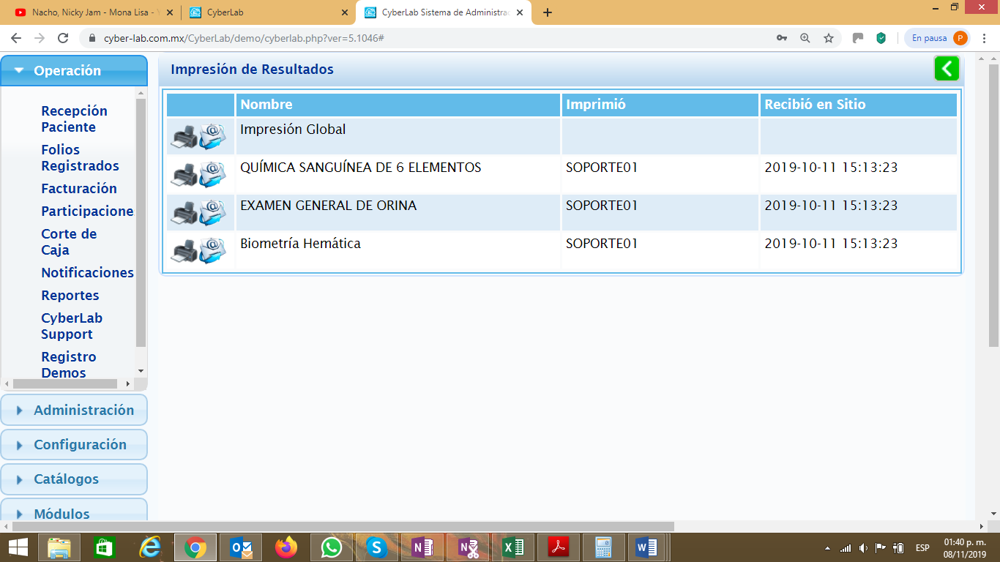 Nacho, Nicky Jam - Mona Lisa - Y
CyberLab
CyberLab Sistema de Administrac
cyber-lab.com.mx/CyberLab/demo/cyberlab.php?ver=5.1046#
En pausa
P
Operación
Recepción
Paciente
Folios
Registrados
Facturación
Participacione
Corte de
Caja
Notificaciones
Reportes
CyberLab
Support
Registro
Demos
Administración
Configuración
Catálogos
Módulos
Impresión de Resultados
Nombre Imprimió Recibió en Sitio
Impresión Global
QUÍMICA SANGUÍNEA DE 6 ELEMENTOS SOPORTE01 2019-10-11 15:13:23
EXAMEN GENERAL DE ORINA SOPORTE01 2019-10-11 15:13:23
Biometría Hemática SOPORTE01 2019-10-11 15:13:23
ESP
01:40 p. m.
08/11/2019